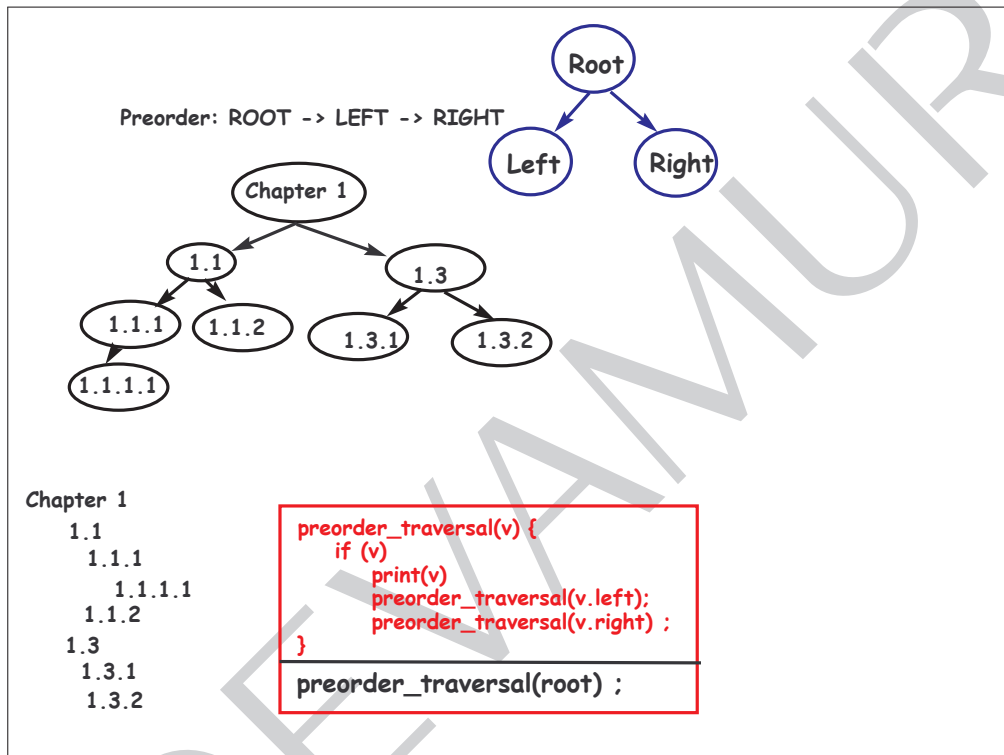 Root
Preorder: ROOT -> LEFT -> RIGHT
Left
Right
Chapter 1
1.1
1.3
1.1.1
1.1.2
1.3.1
1.3.2
1.1.1.1
Chapter 1
1.1
1.1.1
1.1.1.1
1.1.2
1.3
1.3.1
1.3.2
preorder_traversal(v) {
if (v)
print(v)
preorder_traversal(v.left);
preorder_traversal(v.right) ;
}
preorder_traversal(root) ;
EVAMUR